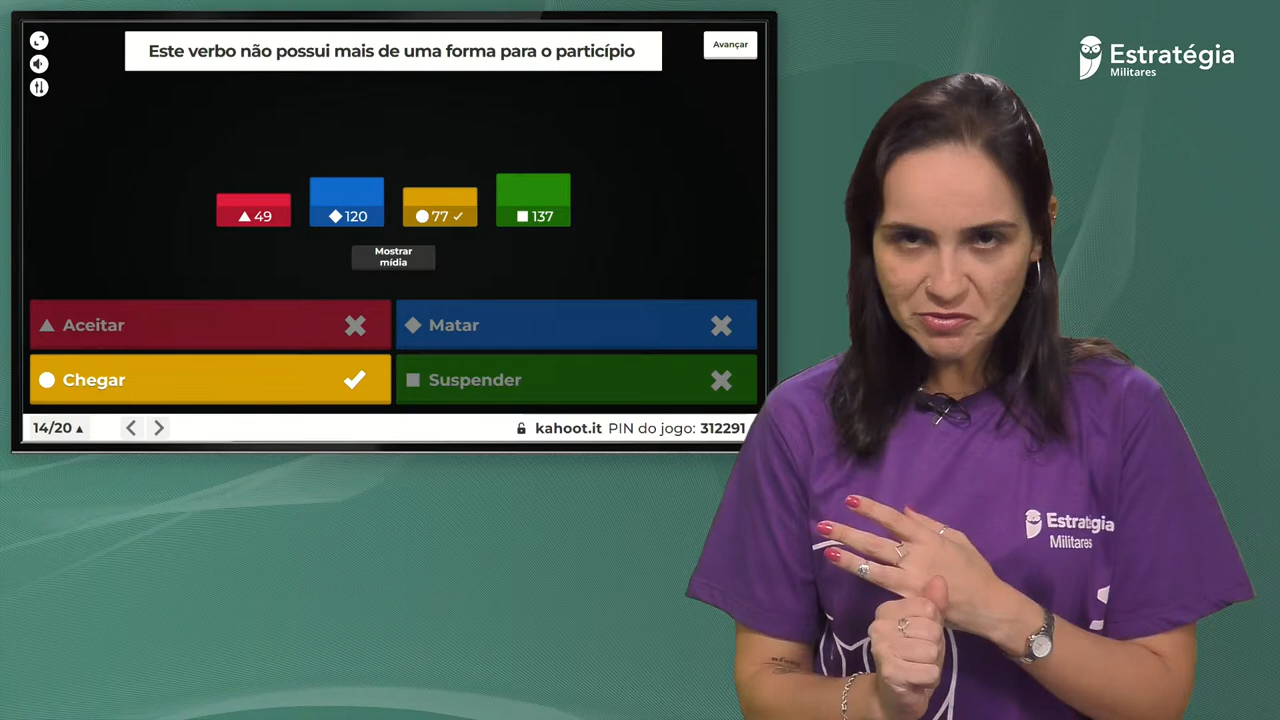 Este verbo não possui mais de uma forma para o particípio
Avançar
49
120
77
137
Mostrar
mídia
Aceitar
Matar
Chegar
Suspender
14/20
kahoot.it PIN do jogo: 312291
Estratégia
Militares
Estratégia
Militares